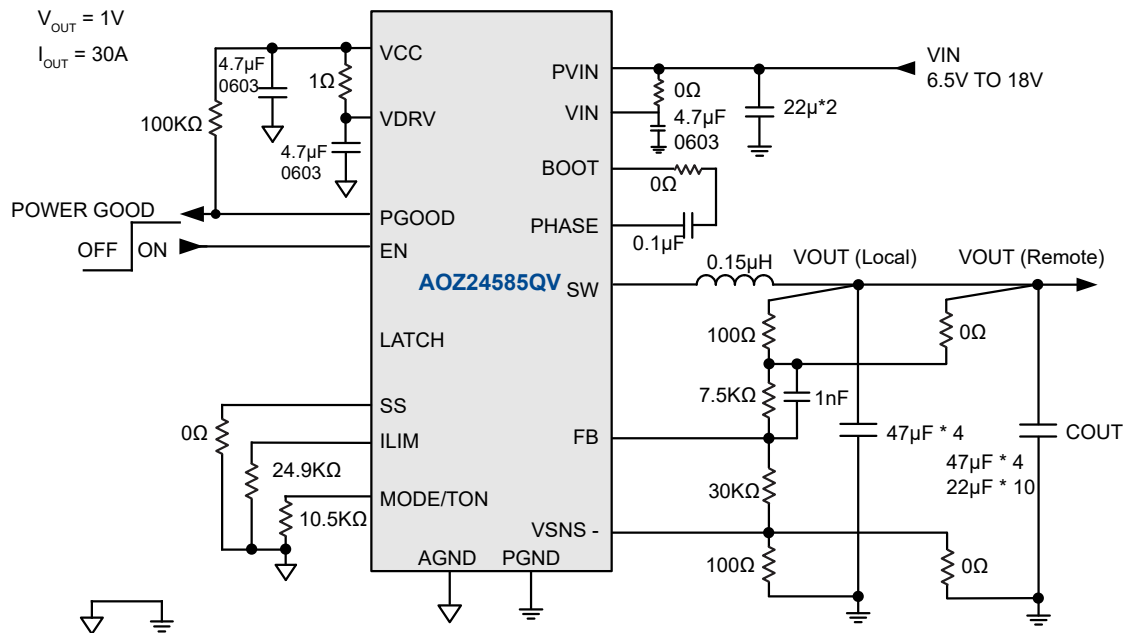 V_OUT = 1V
I_OUT = 30A
4.7µF
0603
1Ω
100KΩ
4.7µF
0603
POWER GOOD
OFF
ON
VCC
VDRV
PGOOD
EN
AOZ24585QV
LATCH
SS
ILIM
MODE/TON
AGND
PGND
0Ω
24.9KΩ
10.5KΩ
PVIN
VIN
BOOT
PHASE
SW
FB
VSNS -
VIN
6.5V TO 18V
0Ω
4.7µF
0603
22µ*2
0Ω
0.1µF
0.15µH
VOUT (Local)
VOUT (Remote)
100Ω
0Ω
7.5KΩ
1nF
47µF * 4
COUT
47µF * 4
22µF * 10
30KΩ
100Ω
0Ω